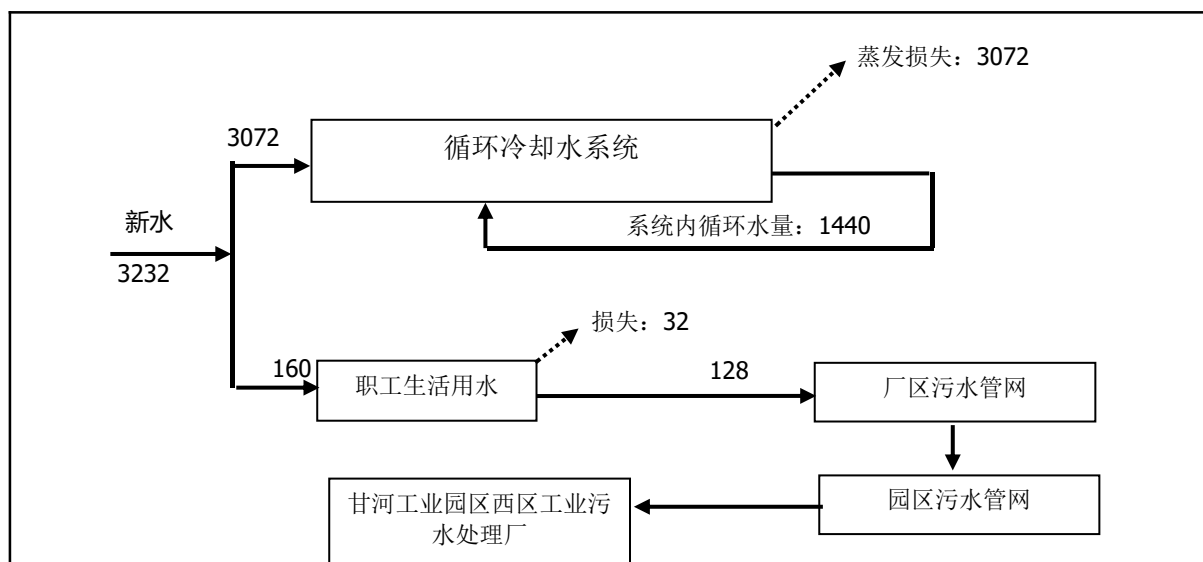 蒸发损失：3072
3072
循环冷却水系统
新水
系统内循环水量：1440
3232
损失：32
160
职工生活用水
128
厂区污水管网
甘河工业园区西区工业污
水处理厂
园区污水管网